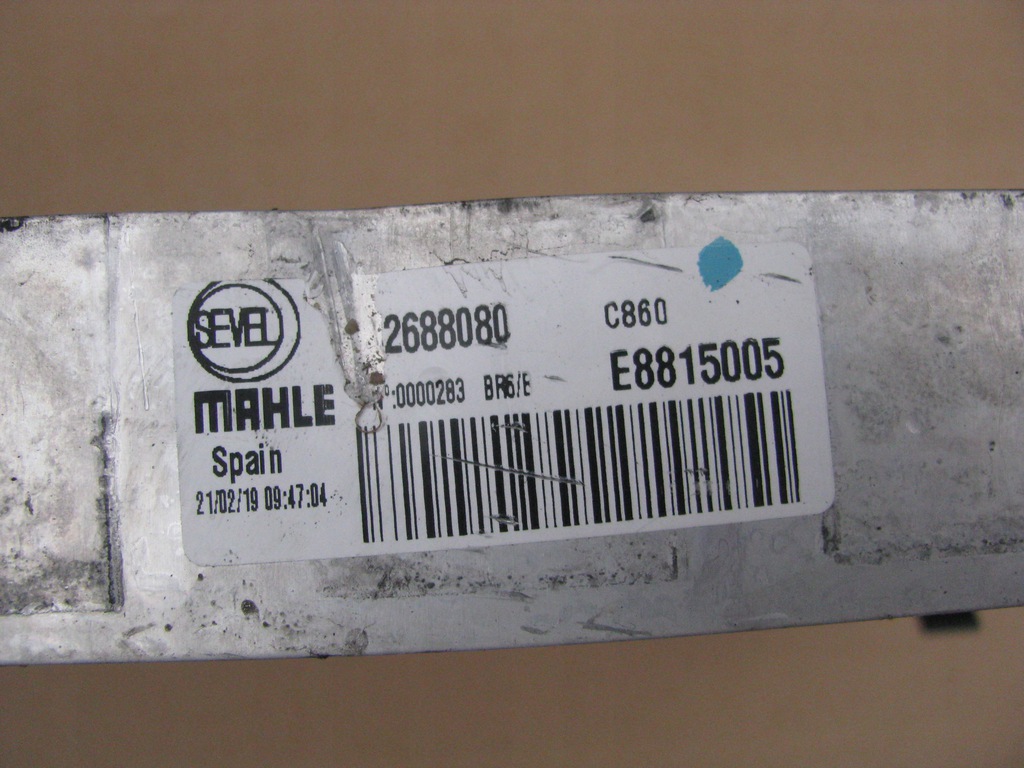 SEVEL
2688080
C860
MAHLE
:0000283 BR6/E
E8815005
Spain
21/02/19 09:47:04